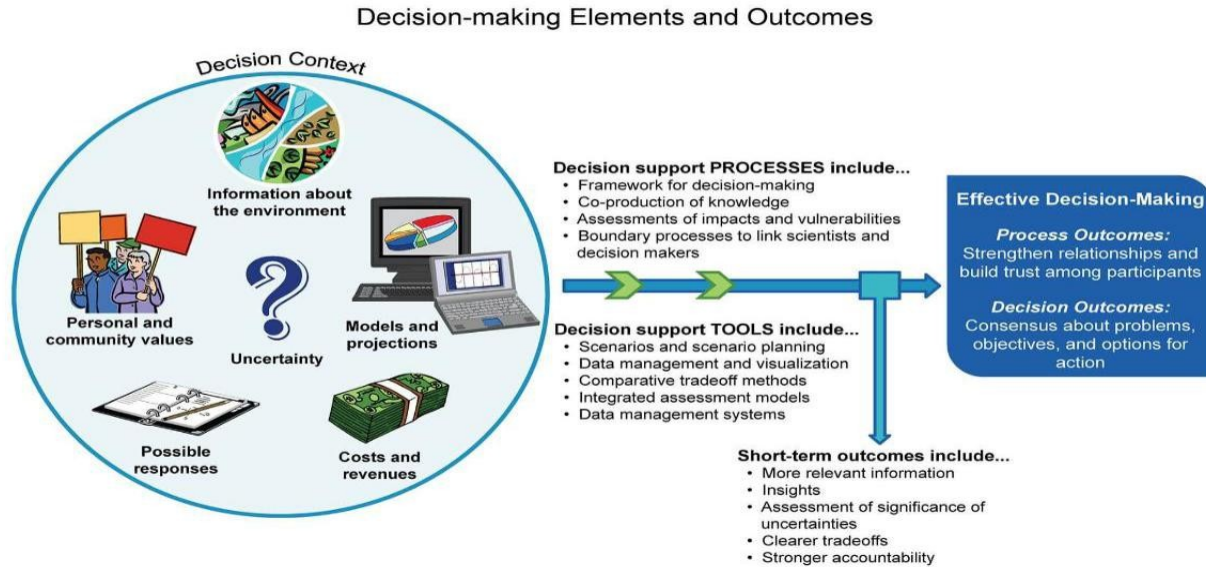 Decision-making Elements and Outcomes
Decision Context
Information about
the environment
Personal and
community values
Uncertainty
Models and
projections
Possible
responses
Costs and
revenues
Decision support PROCESSES include...
• Framework for decision-making
• Co-production of knowledge
• Assessments of impacts and vulnerabilities
• Boundary processes to link scientists and
decision makers
Decision support TOOLS include...
• Scenarios and scenario planning
• Data management and visualization
• Comparative tradeoff methods
• Integrated assessment models
• Data management systems
Short-term outcomes include...
• More relevant information
• Insights
• Assessment of significance of
uncertainties
• Clearer tradeoffs
• Stronger accountability
Effective Decision-Making
Process Outcomes:
Strengthen relationships and
build trust among participants
Decision Outcomes:
Consensus about problems,
objectives, and options for
action